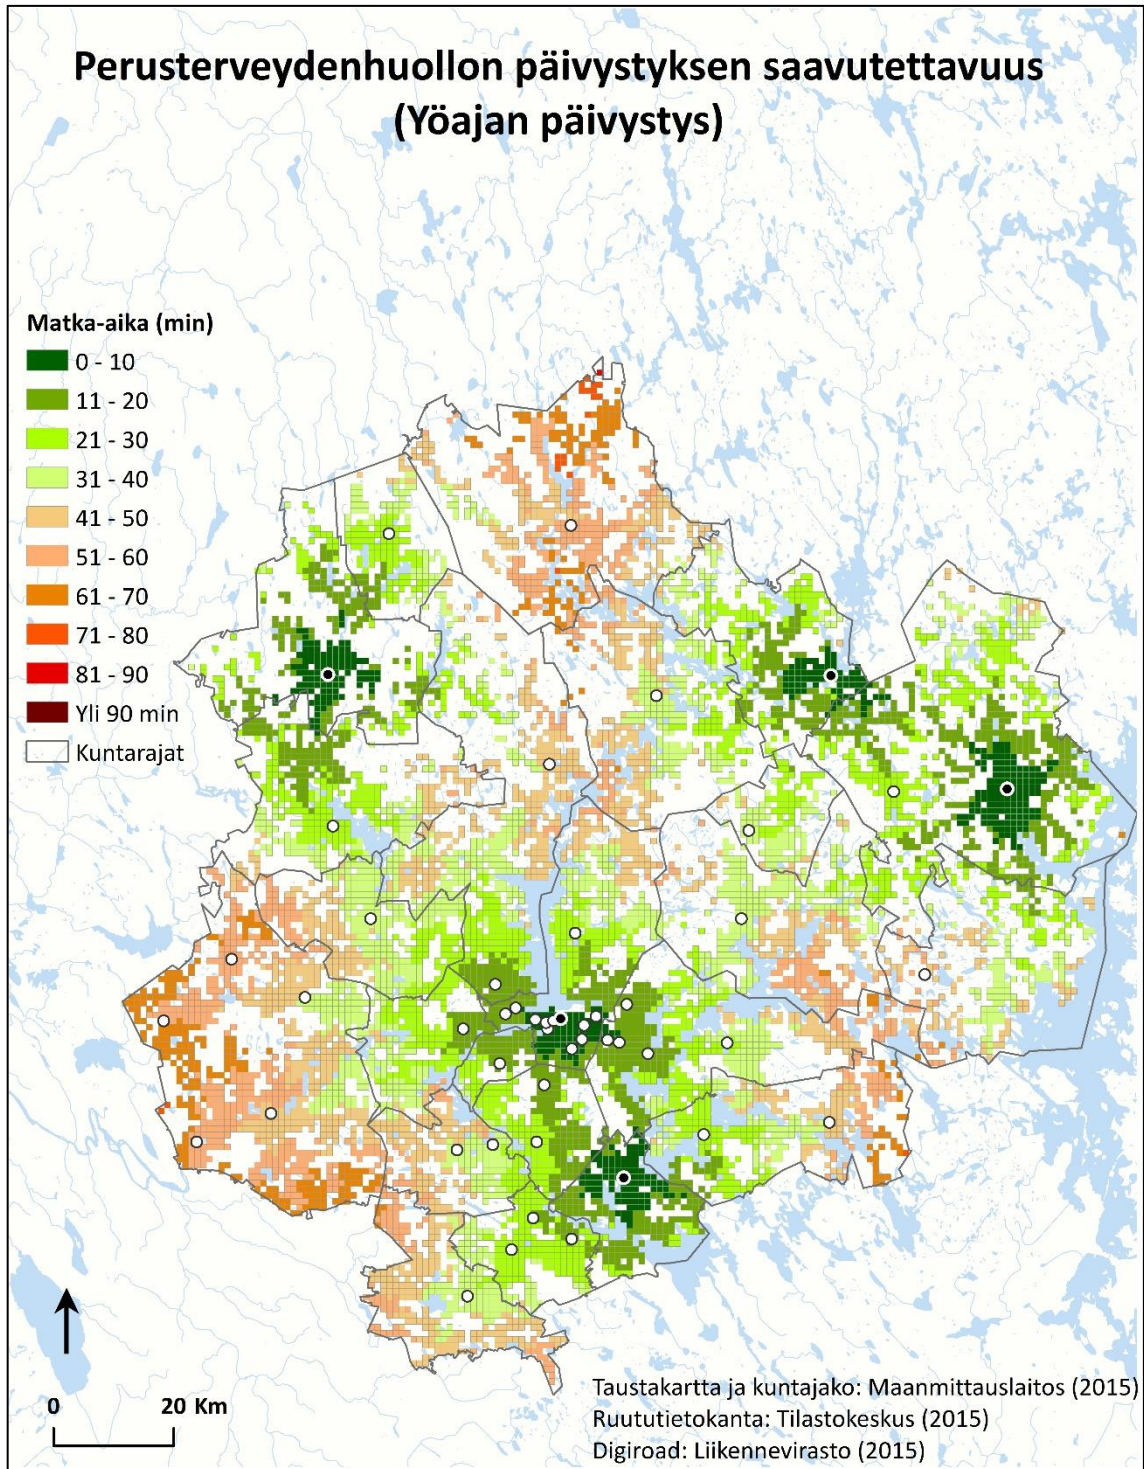 Perusterveydenhuollon päivystyksen saavutettavuus
(Yöajan päivystys)
Matka-aika (min)
0 - 10
11 - 20
21 - 30
31 - 40
41 - 50
51 - 60
61 - 70
71 - 80
81 - 90
Yli 90 min
Kuntarajat
0 20 Km
Taustakartta ja kuntajako: Maanmittauslaitos (2015)
Ruututietokanta: Tilastokeskus (2015)
Digiroad: Liikennevirasto (2015)